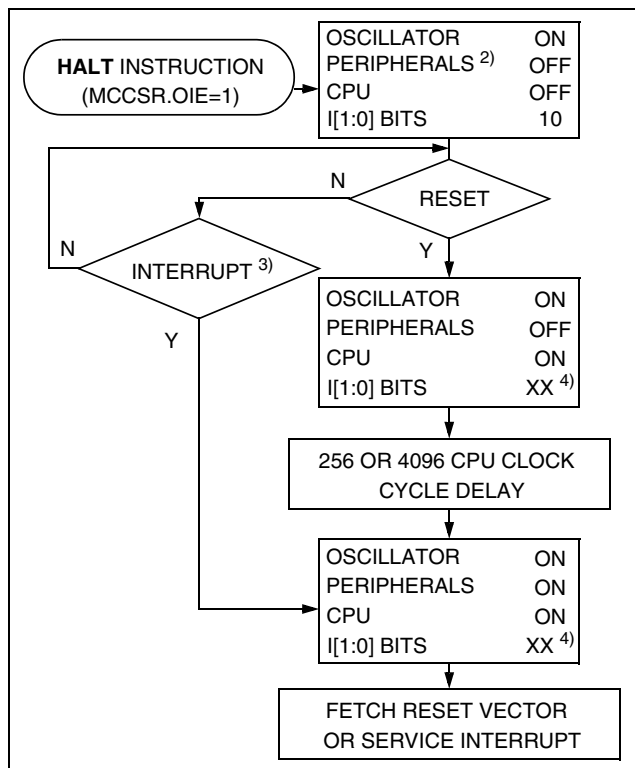 HALT INSTRUCTION
(MCCSR.OIE=1)
OSCILLATOR ON
PERIPHERALS 2) OFF
CPU OFF
I[1:0] BITS 10
RESET
N
Y
INTERRUPT 3)
N
Y
OSCILLATOR ON
PERIPHERALS OFF
CPU ON
I[1:0] BITS XX 4)
256 OR 4096 CPU CLOCK
CYCLE DELAY
OSCILLATOR ON
PERIPHERALS ON
CPU ON
I[1:0] BITS XX 4)
FETCH RESET VECTOR
OR SERVICE INTERRUPT